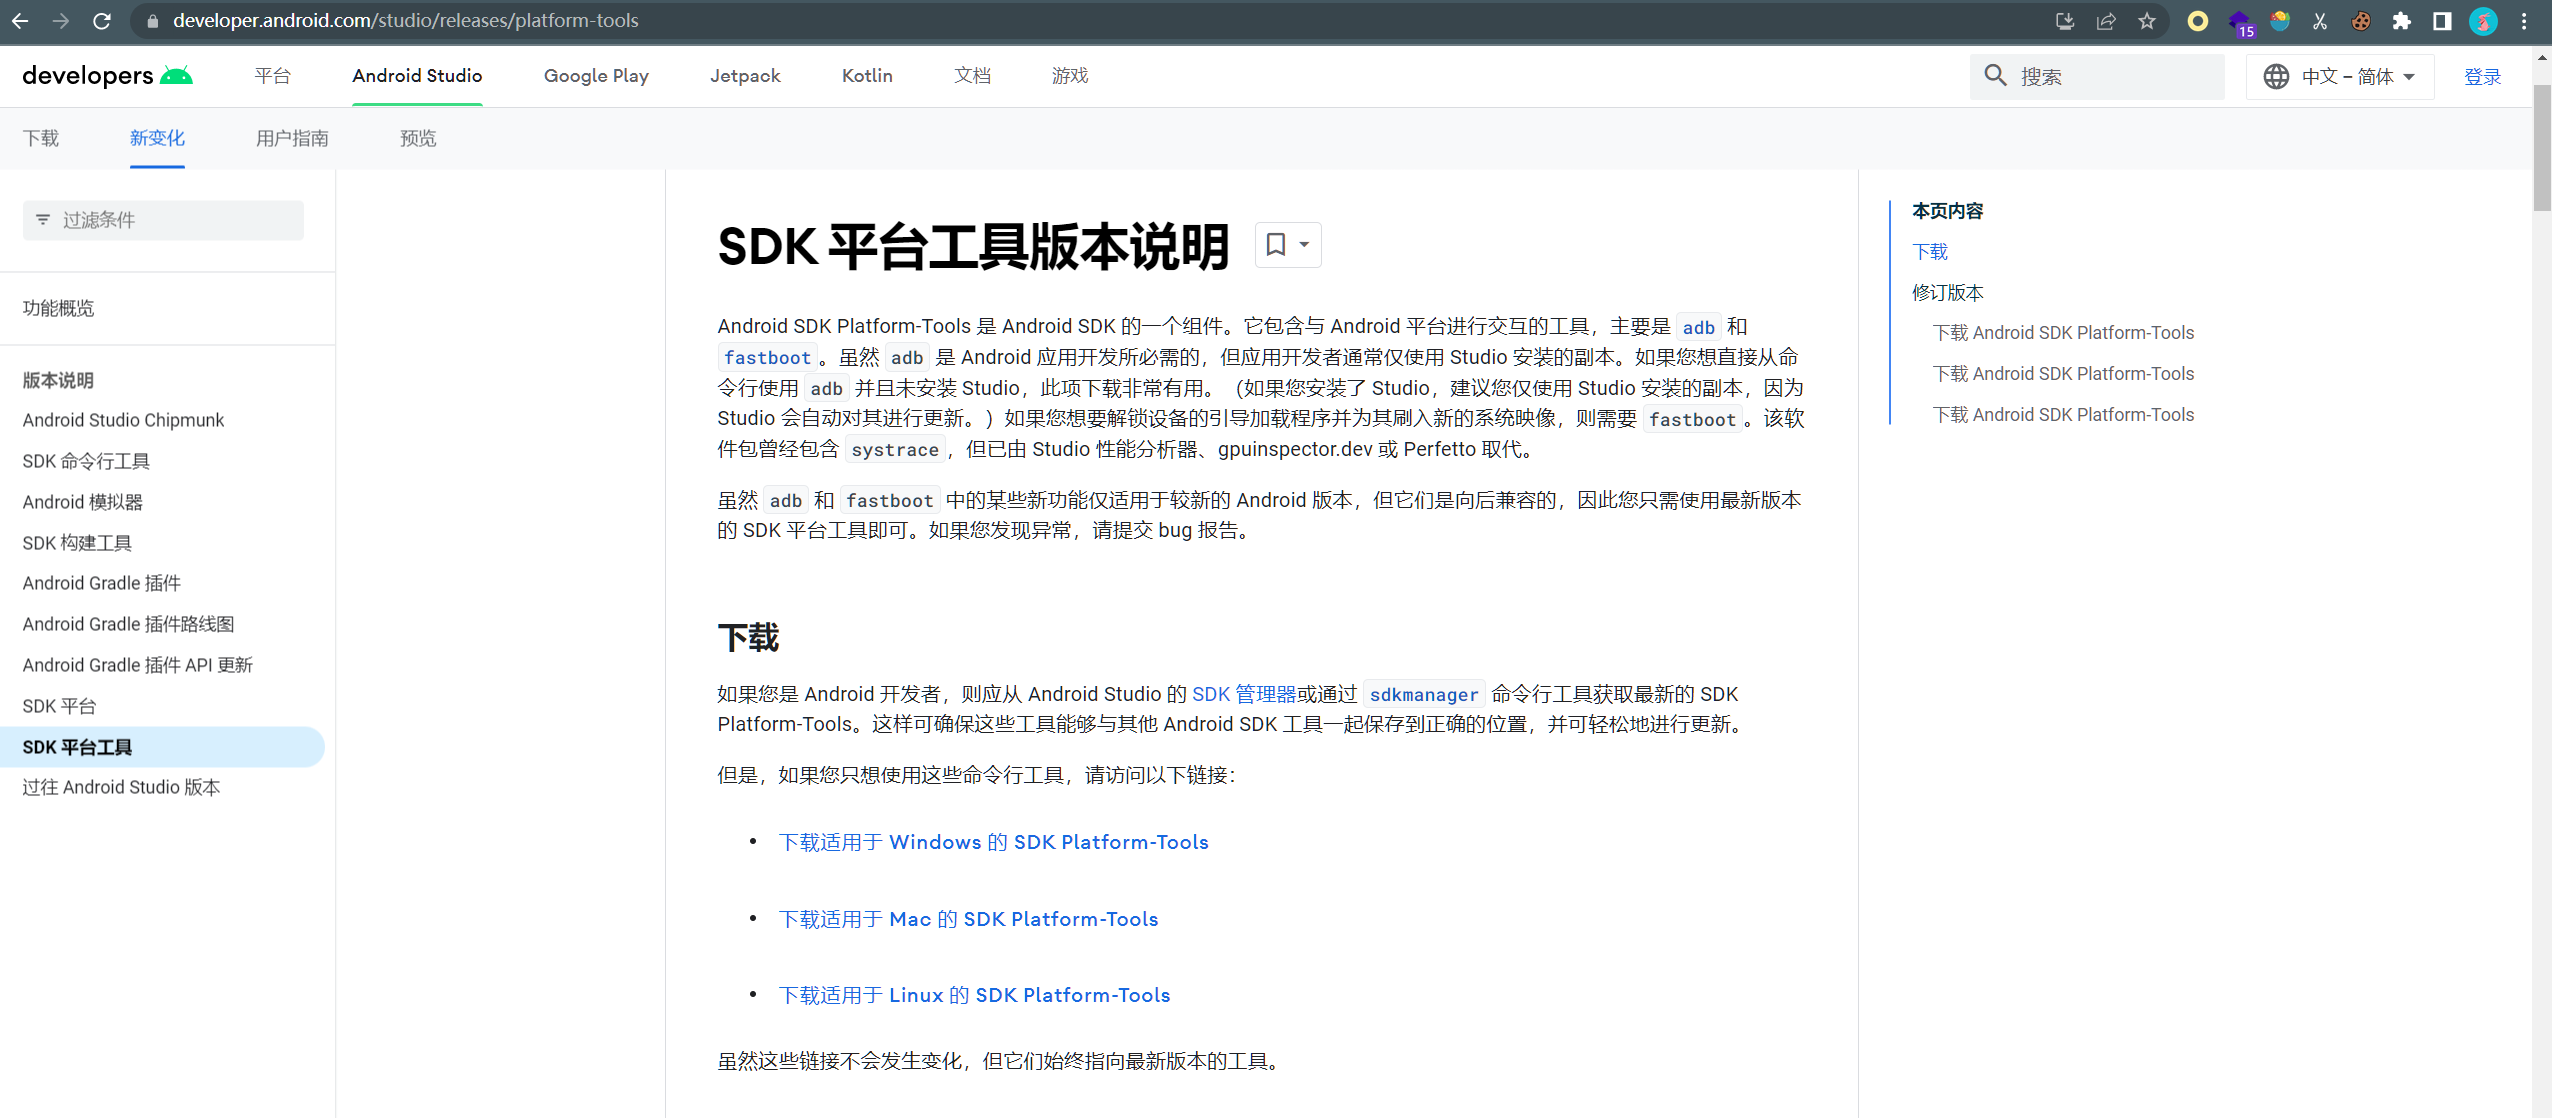 developer.android.com/studio/releases/platform-tools
15
developers
平台
Android Studio
Google Play
Jetpack
Kotlin
文档
游戏
搜索
中文 – 简体
登录
下载
新变化
用户指南
预览
过滤条件
功能概览
版本说明
Android Studio Chipmunk
SDK 命令行工具
Android 模拟器
SDK 构建工具
Android Gradle 插件
Android Gradle 插件路线图
Android Gradle 插件 API 更新
SDK 平台
SDK 平台工具
过往 Android Studio 版本
SDK 平台工具版本说明
Android SDK Platform-Tools 是 Android SDK 的一个组件。它包含与 Android 平台进行交互的工具，主要是 adb 和
fastboot。虽然 adb 是 Android 应用开发所必需的，但应用开发者通常仅使用 Studio 安装的副本。如果您想直接从命
令行使用 adb 并且未安装 Studio，此项下载非常有用。（如果您安装了 Studio，建议您仅使用 Studio 安装的副本，因为
Studio 会自动对其进行更新。）如果您想要解锁设备的引导加载程序并为其刷入新的系统映像，则需要 fastboot。该软
件包曾经包含 systrace，但已由 Studio 性能分析器、gpuinspector.dev 或 Perfetto 取代。
虽然 adb 和 fastboot 中的某些新功能仅适用于较新的 Android 版本，但它们是向后兼容的，因此您只需使用最新版本
的 SDK 平台工具即可。如果您发现异常，请提交 bug 报告。
下载
如果您是 Android 开发者，则应从 Android Studio 的 SDK 管理器或通过 sdkmanager 命令行工具获取最新的 SDK
Platform-Tools。这样可确保这些工具能够与其他 Android SDK 工具一起保存到正确的位置，并可轻松地进行更新。
但是，如果您只想使用这些命令行工具，请访问以下链接：
• 下载适用于 Windows 的 SDK Platform-Tools
• 下载适用于 Mac 的 SDK Platform-Tools
• 下载适用于 Linux 的 SDK Platform-Tools
虽然这些链接不会发生变化，但它们始终指向最新版本的工具。
本页内容
下载
修订版本
下载 Android SDK Platform-Tools
下载 Android SDK Platform-Tools
下载 Android SDK Platform-Tools